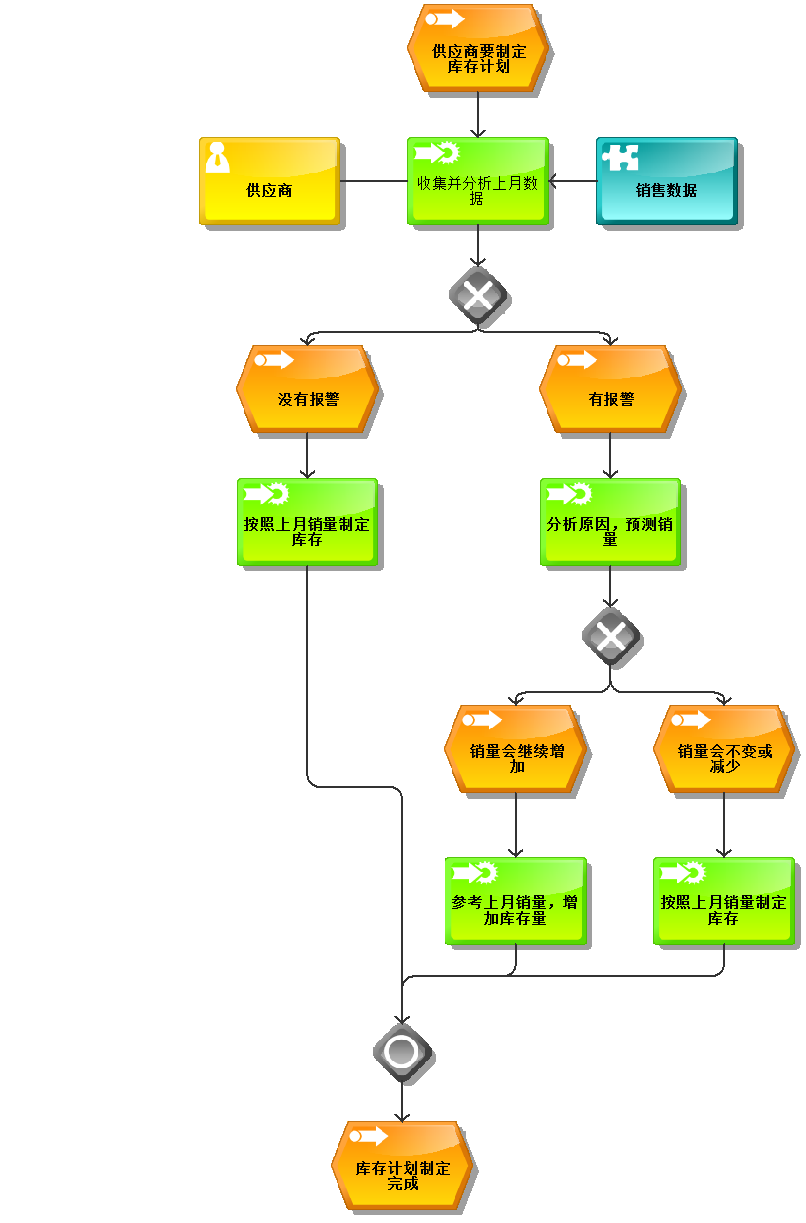 供应商要制定
库存计划
供应商
收集并分析上月数
据
销售数据
没有报警
有报警
按照上月销量制定
库存
分析原因，预测销
量
销量会继续增
加
销量会不变或
减少
参考上月销量，增
加库存量
按照上月销量制定
库存
库存计划制定
完成